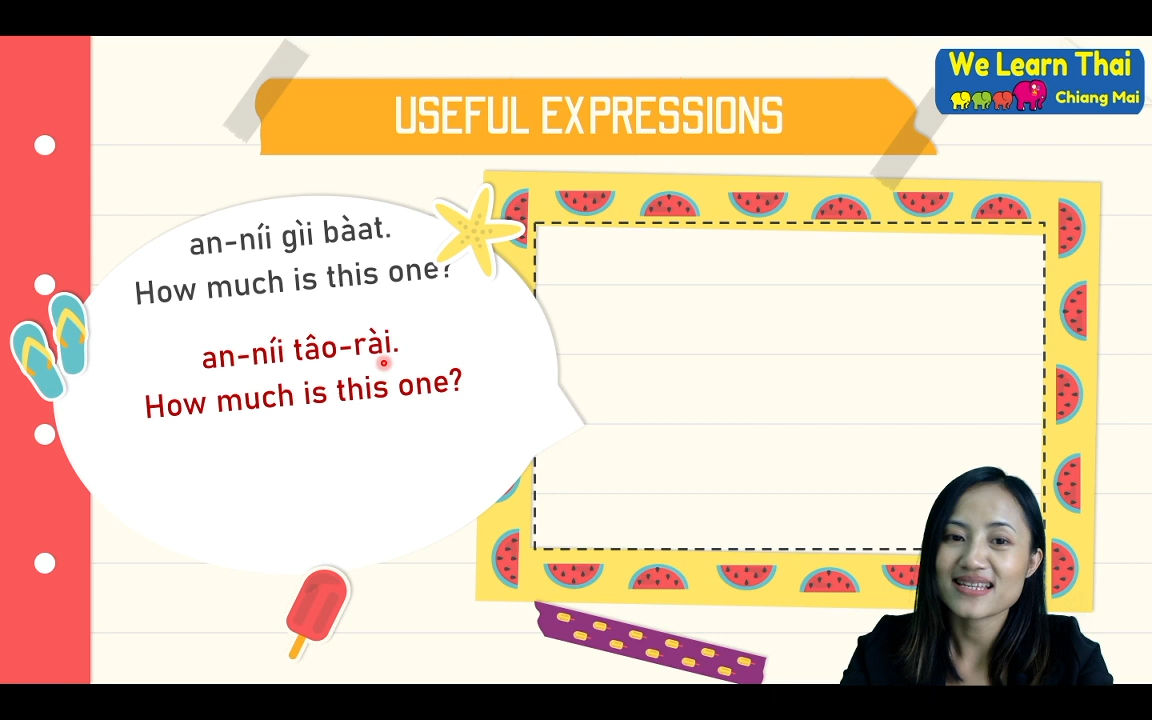 We Learn Thai
Chiang Mai
USEFUL EXPRESSIONS
an-níi gìi bàat.
How much is this one?
an-níi tâo-rài.
How much is this one?